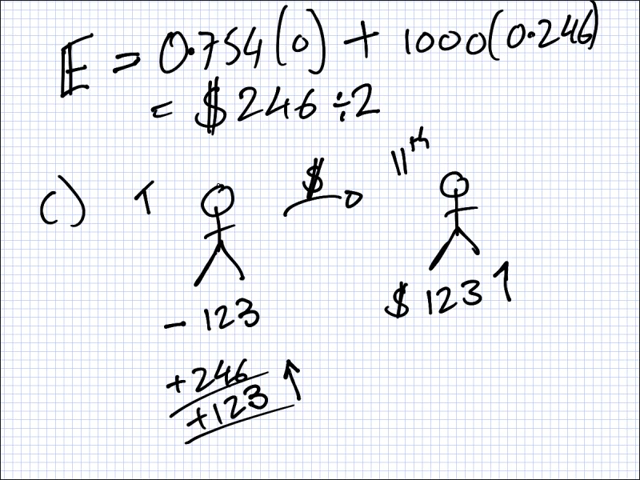 E = 0.754(0) + 1000(0.246)
= $246 ÷2
c) 1 $ 11th
- 123 $ 123 ↑
+246
+123 ↑